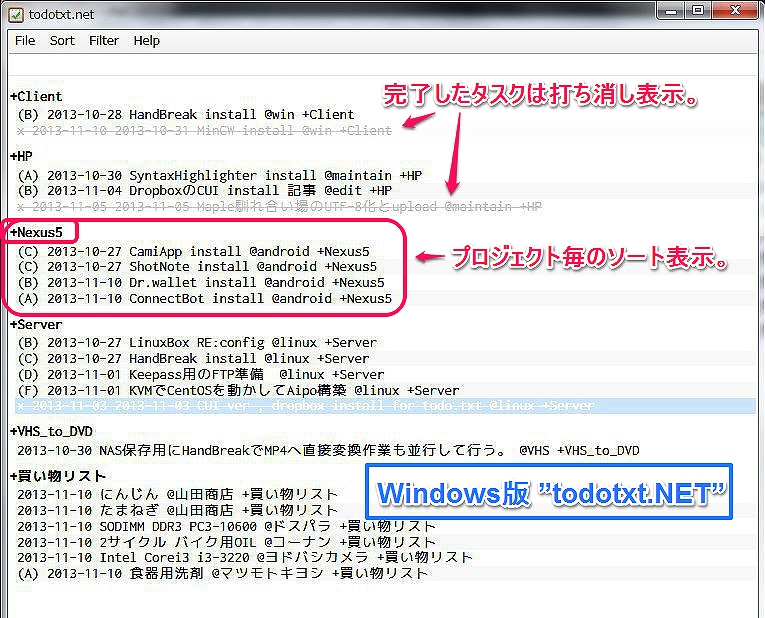 todotxt.net
File Sort Filter Help
+Client
(B) 2013-10-28 HandBreak install @win +Client
x 2013-11-10 2013-10-31 MinCW install @win +Client
完了したタスクは打ち消し表示。
+HP
(A) 2013-10-30 SyntaxHighlighter install @maintain +HP
(B) 2013-11-04 DropboxのCUI install 記事 @edit +HP
x 2013-11-05 2013-11-05 Maple馴れ合い場のUTF-8化とupload @maintain +HP
+Nexus5
(C) 2013-10-27 CamiApp install @android +Nexus5
(C) 2013-10-27 ShotNote install @android +Nexus5
(B) 2013-11-10 Dr.wallet install @android +Nexus5
(A) 2013-11-10 ConnectBot install @android +Nexus5
プロジェクト毎のソート表示。
+Server
(B) 2013-10-27 LinuxBox RE:config @linux +Server
(C) 2013-10-27 HandBreak install @linux +Server
(D) 2013-11-01 Keepass用のFTP準備 @linux +Server
(F) 2013-11-01 KVMでCentOSを動かしてAipo構築 @linux +Server
x 2013-11-03 2013-11-03 CUI ver , dropbox install for todo.txt @linux +Server
+VHS_to_DVD
2013-10-30 NAS保存用にHandBreakでMP4へ直接変換作業も並行して行う。 @VHS +VHS_to_DVD
+買い物リスト
2013-11-10 にんじん @山田商店 +買い物リスト
2013-11-10 たまねぎ @山田商店 +買い物リスト
2013-11-10 SODIMM DDR3 PC3-10600 @ドスパラ +買い物リスト
2013-11-10 2サイクル バイク用OIL @コーナン +買い物リスト
2013-11-10 Intel Corei3 i3-3220 @ヨドバシカメラ +買い物リスト
(A) 2013-11-10 食器用洗剤 @マツモトキヨシ +買い物リスト
Windows版 ”todotxt.NET”